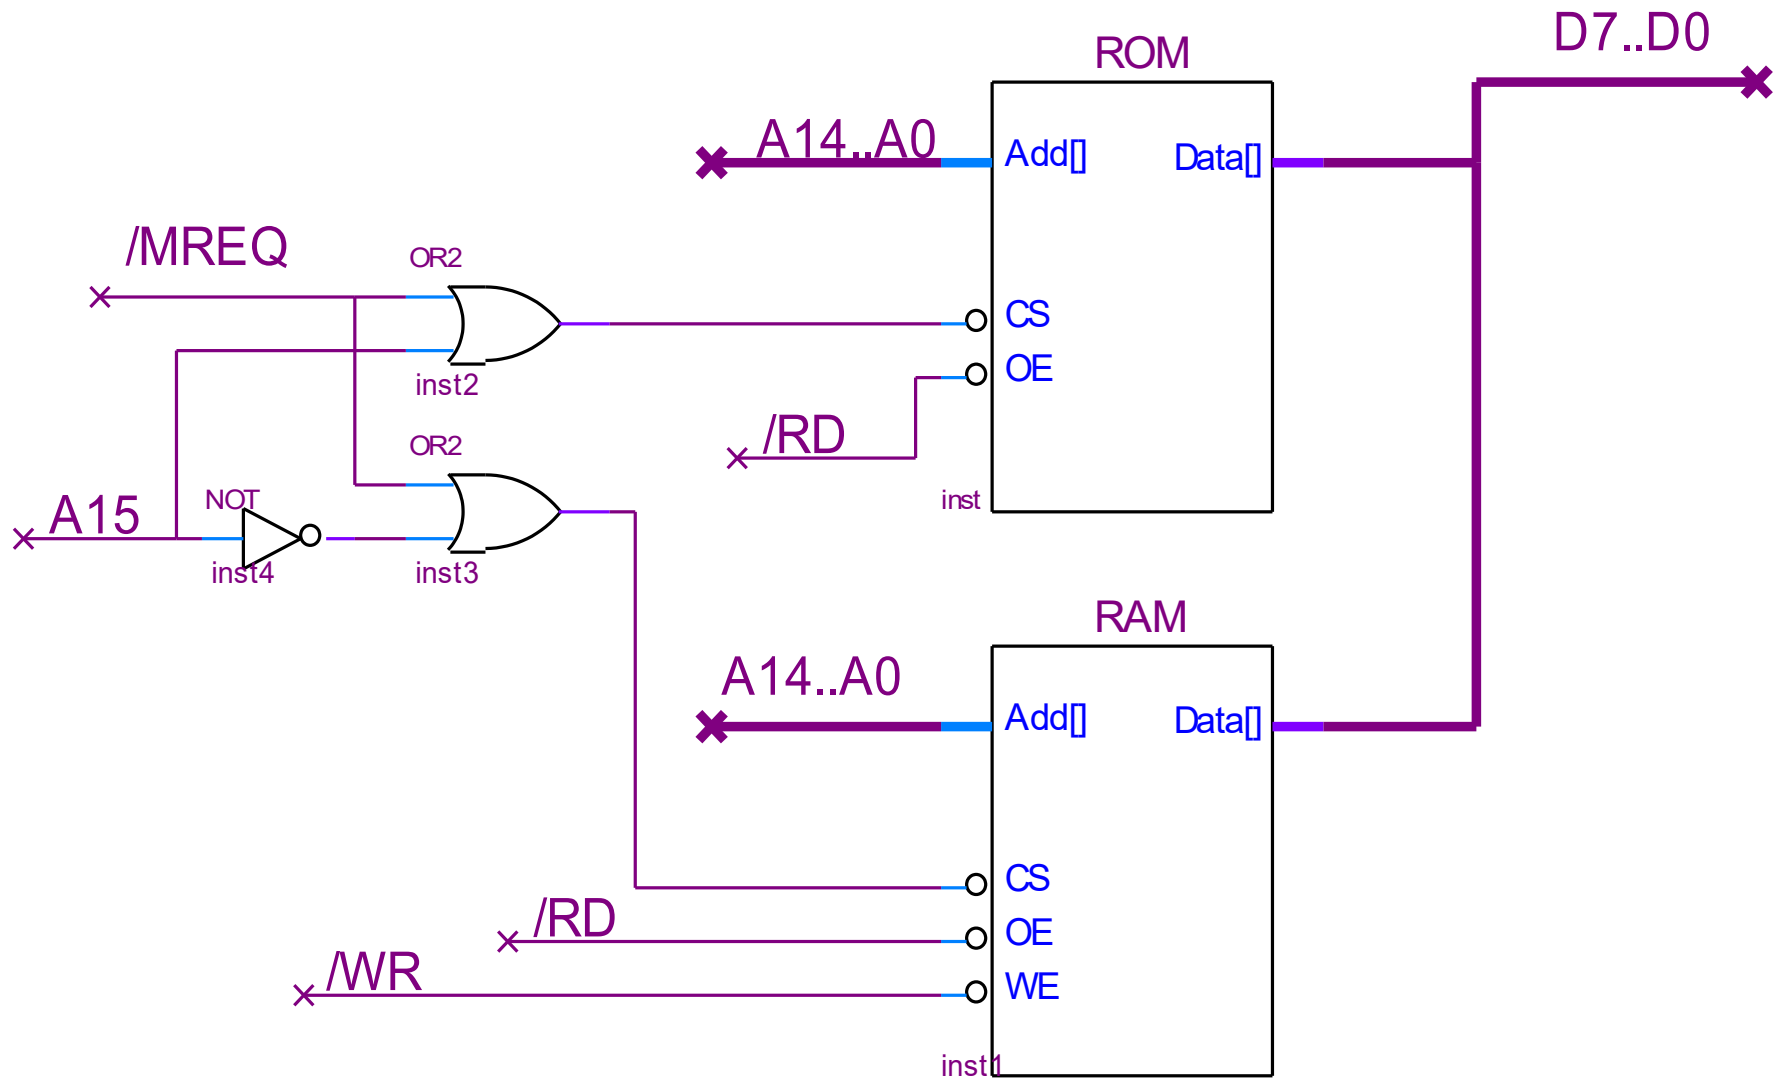 D7..D0
ROM
A14..A0
Add[]
Data[]
/MREQ
OR2
CS
OE
inst2
/RD
OR2
inst
A15
NOT
inst4
inst3
RAM
A14..A0
Add[]
Data[]
CS
/RD
OE
/WR
WE
inst1